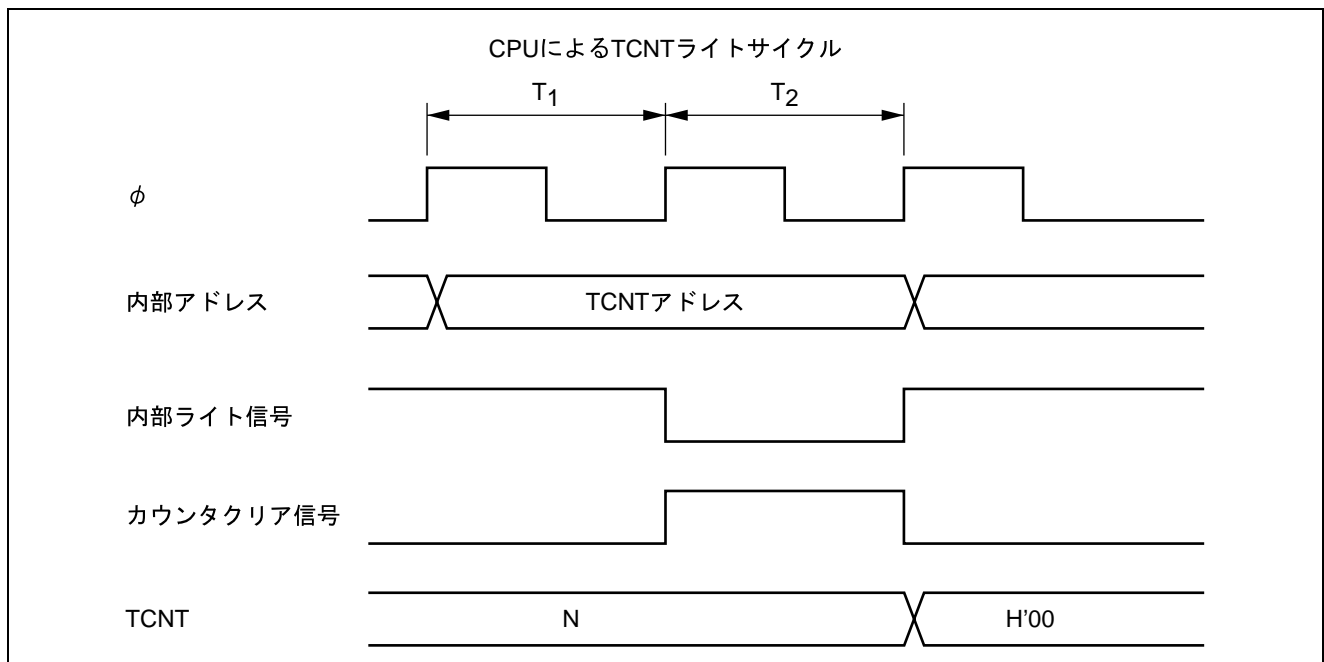 CPUによるTCNTライトサイクル
T1 T2
φ
内部アドレス TCNTアドレス
内部ライト信号
カウンタクリア信号
TCNT N H'00